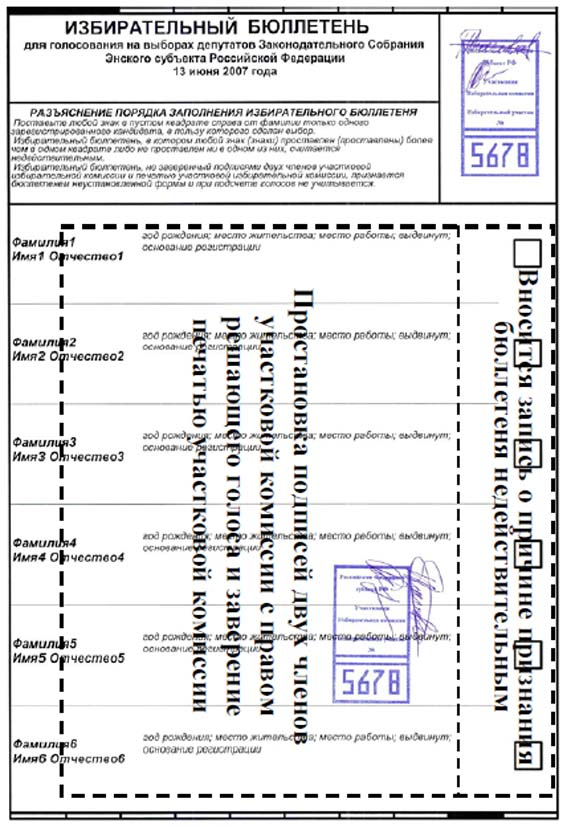 ИЗБИРАТЕЛЬНЫЙ БЮЛЛЕТЕНЬ
для голосования на выборах депутатов Законодательного Собрания
Энского субъекта Российской Федерации
13 июня 2007 года
РАЗЪЯСНЕНИЕ ПОРЯДКА ЗАПОЛНЕНИЯ ИЗБИРАТЕЛЬНОГО БЮЛЛЕТЕНЯ
Поставьте любой знак в пустом квадрате справа от фамилии только одного
зарегистрированного кандидата, в пользу которого сделан выбор.
Избирательный бюллетень, в котором любой знак (знаки) проставлен (проставлены) более
чем в одном квадрате либо не проставлен ни в одном из них, считается
недействительным.
Избирательный бюллетень, не заверенный подписями двух членов участковой
избирательной комиссии и печатью участковой избирательной комиссии, признается
бюллетенем неустановленной формы и при подсчете голосов не учитывается.
РФ
Участковая
Избирательная комиссия
Избирательный участок
№
5678
Фамилия1
Имя1 Отчество1
год рождения; место жительства; место работы; выдвинут;
основание регистрации
Фамилия2
Имя2 Отчество2
год рождения; место жительства; место работы; выдвинут;
основание регистрации
Фамилия3
Имя3 Отчество3
год рождения; место жительства; место работы; выдвинут;
основание регистрации
Фамилия4
Имя4 Отчество4
год рождения; место жительства; место работы; выдвинут;
основание регистрации
Фамилия5
Имя5 Отчество5
год рождения; место жительства; место работы; выдвинут;
основание регистрации
Фамилия6
Имя6 Отчество6
год рождения; место жительства; место работы; выдвинут;
основание регистрации
Вносится запись о причине признания
бюллетеня недействительным
Простановка подписей двух членов
участковой комиссии с правом
решающего голоса и заверение
печатью участковой комиссии
Участковая
Избирательная комиссия
Избирательный участок
№
5678